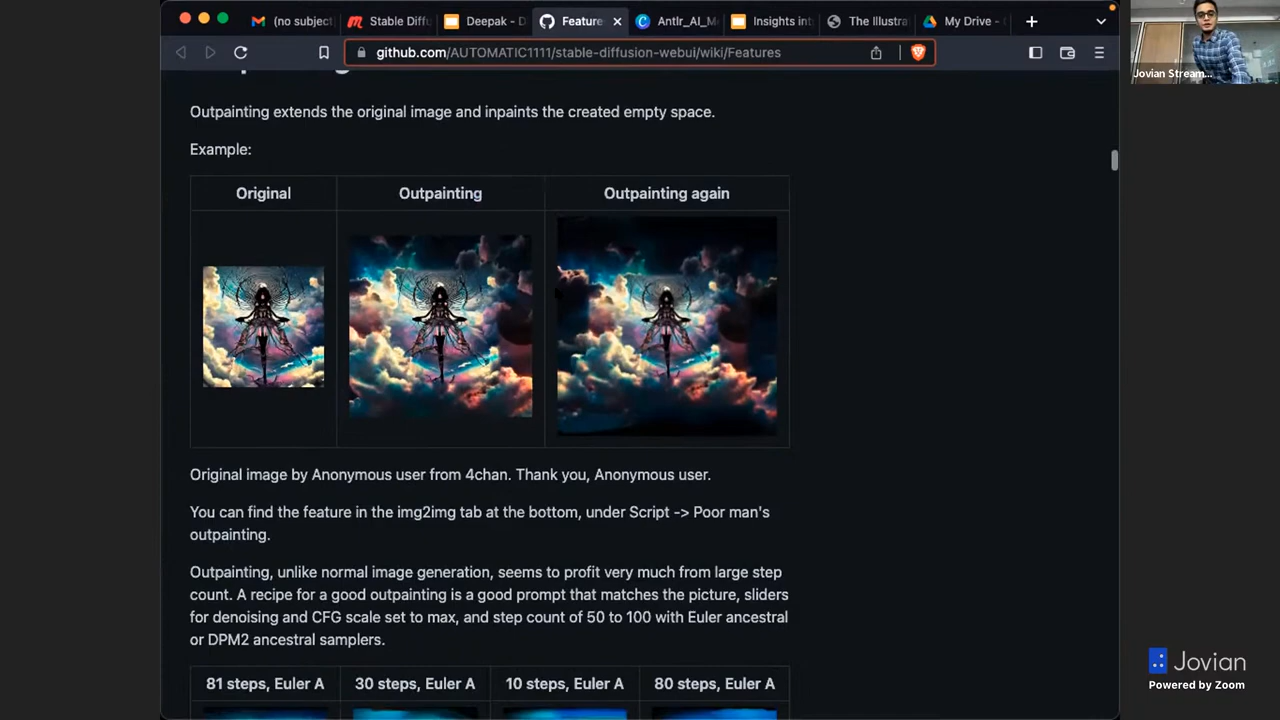 (no subject
Stable Diffu
Deepak - D
Feature
Antlr_AI_M
Insights int
The Illustra
My Drive -
github.com/AUTOMATIC1111/stable-diffusion-webui/wiki/Features
Jovian Stream...
Outpainting extends the original image and inpaints the created empty space.
Example:
Original
Outpainting
Outpainting again
Original image by Anonymous user from 4chan. Thank you, Anonymous user.
You can find the feature in the img2img tab at the bottom, under Script -> Poor man's
outpainting.
Outpainting, unlike normal image generation, seems to profit very much from large step
count. A recipe for a good outpainting is a good prompt that matches the picture, sliders
for denoising and CFG scale set to max, and step count of 50 to 100 with Euler ancestral
or DPM2 ancestral samplers.
81 steps, Euler A
30 steps, Euler A
10 steps, Euler A
80 steps, Euler A
Jovian
Powered by Zoom